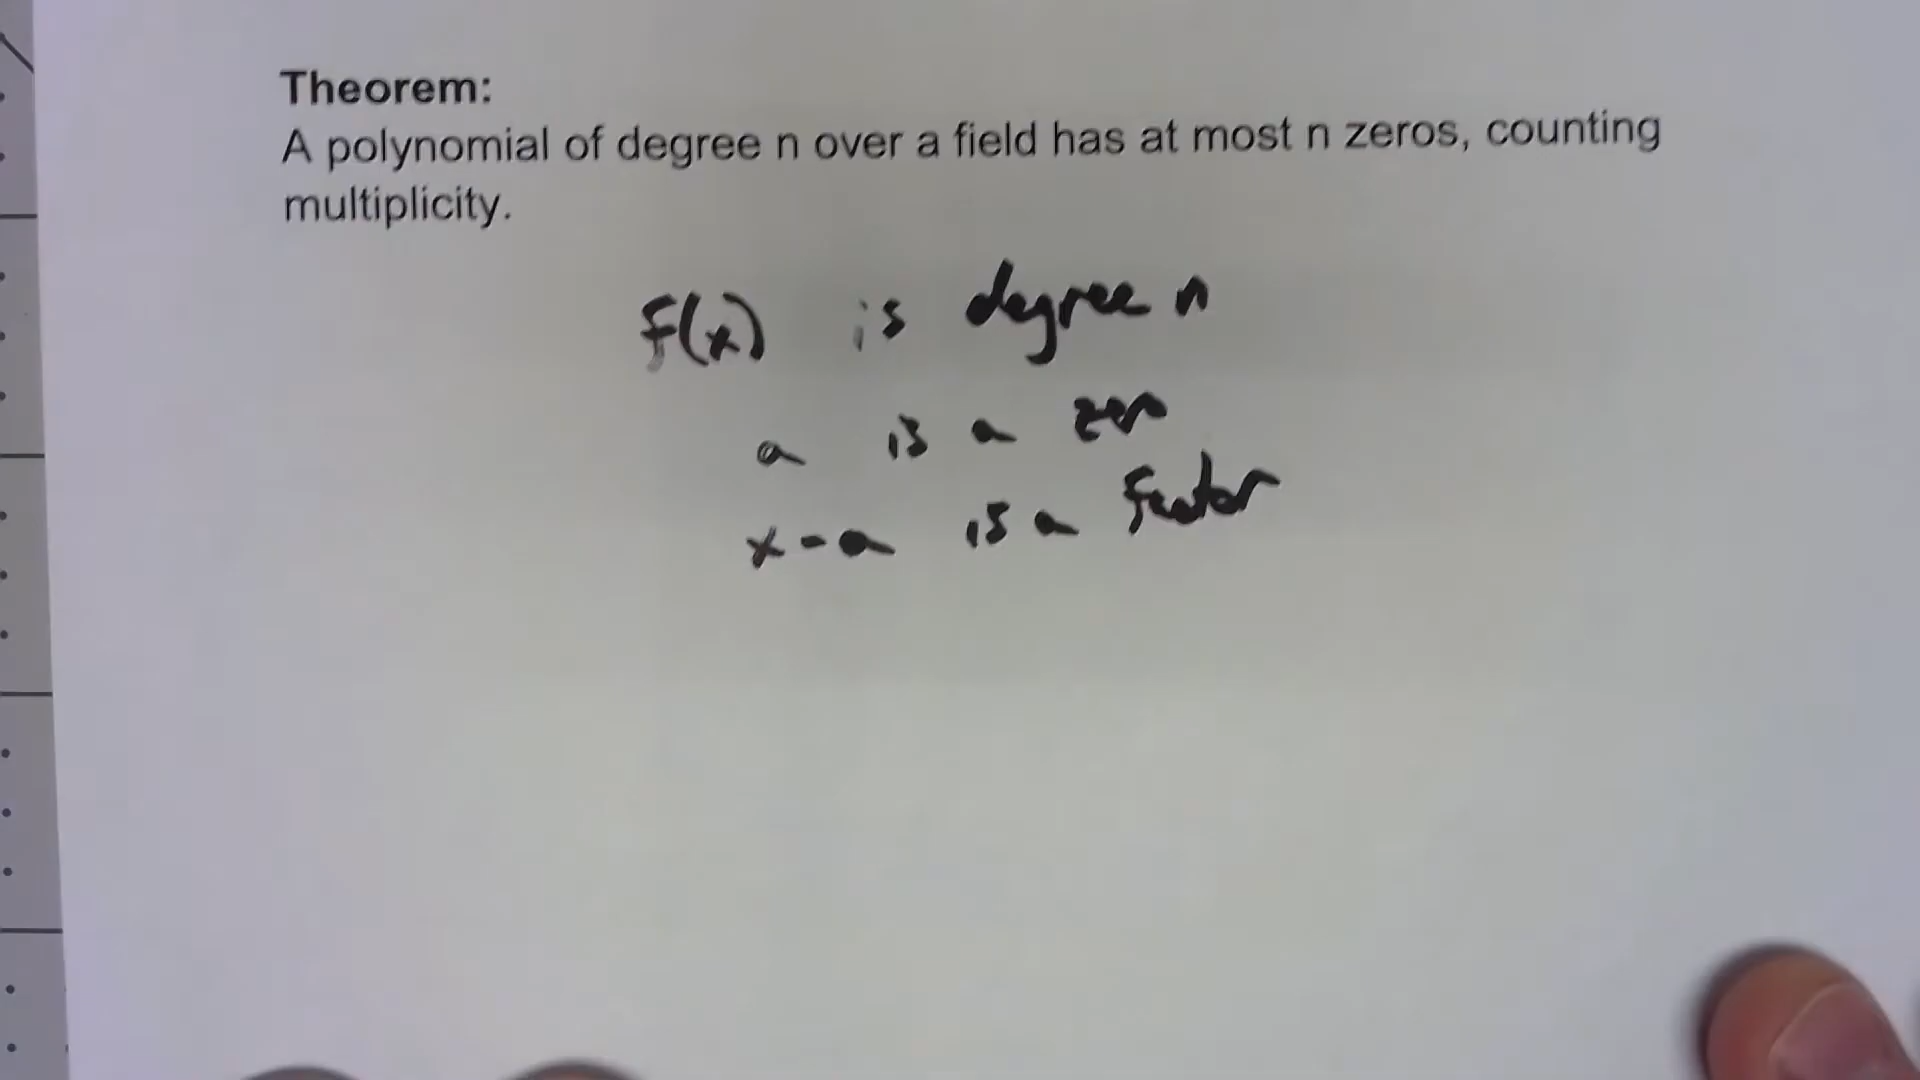 Theorem:
A polynomial of degree n over a field has at most n zeros, counting
multiplicity.
f(x) is degree n
a is a zero
x-a is a factor